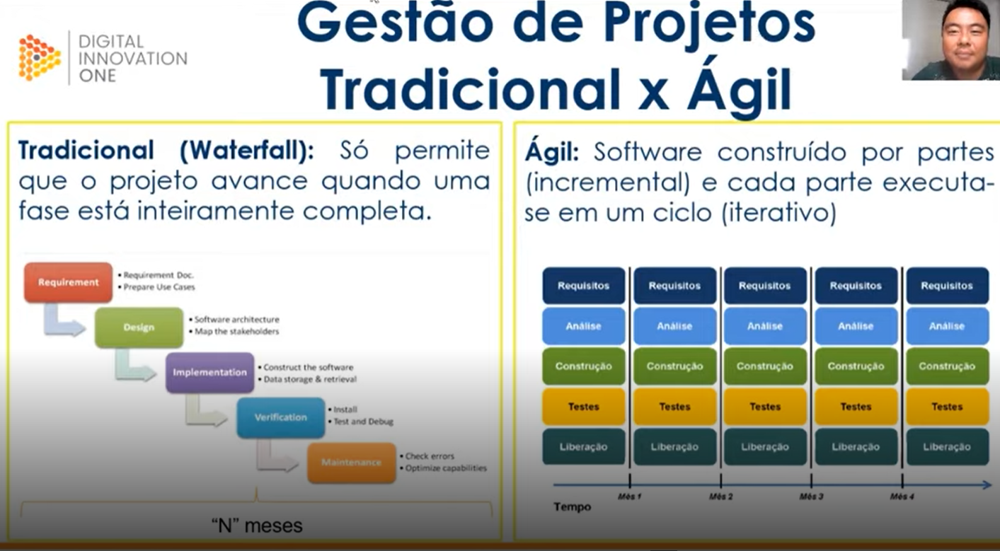 Gestão de Projetos
Tradicional x Ágil
DIGITAL
INNOVATION
ONE
Tradicional (Waterfall): Só permite
que o projeto avance quando uma
fase está inteiramente completa.
Requirement
• Requirement Doc.
• Prepare Use Cases
Design
• Software architecture
• Map the stakeholders
Implementation
• Construct the software
• Data storage & retrieval
Verification
• Install
• Test and Debug
Maintenance
• Check errors
• Optimize capabilities
“N” meses
Ágil: Software construído por partes
(incremental) e cada parte executa-
se em um ciclo (iterativo)
Requisitos Requisitos Requisitos Requisitos Requisitos
Análise Análise Análise Análise Análise
Construção Construção Construção Construção Construção
Testes Testes Testes Testes Testes
Liberação Liberação Liberação Liberação Liberação
Mês 1 Mês 2 Mês 3 Mês 4
Tempo